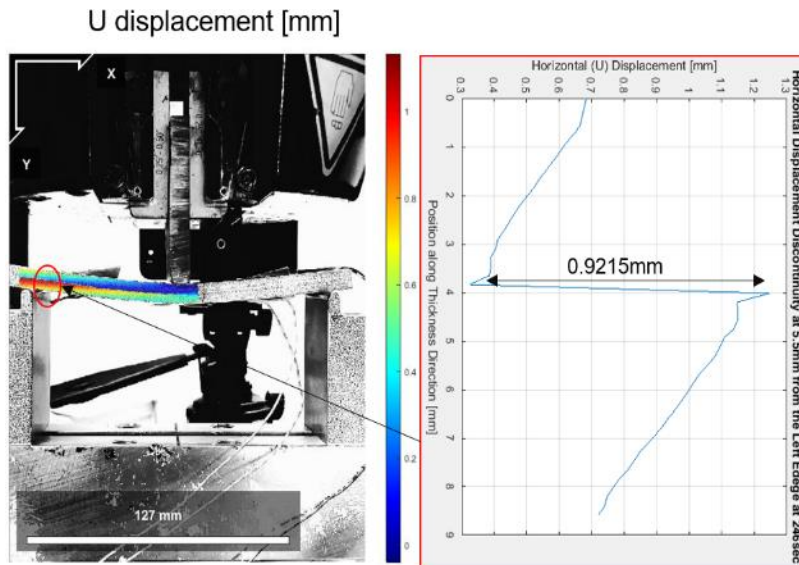 U displacement [mm]
X
Y
127 mm
1
0.8
0.6
0.4
0.2
0
Horizontal (U) Displacement [mm]
0.3 0.4 0.5 0.6 0.7 0.8 0.9 1 1.1 1.2 1.3
0
1
2
3
4
5
6
7
8
9
Position along Thickness Direction [mm]
0.9215mm
Horizontal Displacement Discontinuity at 5.5mm from the Left Edege at 246sec